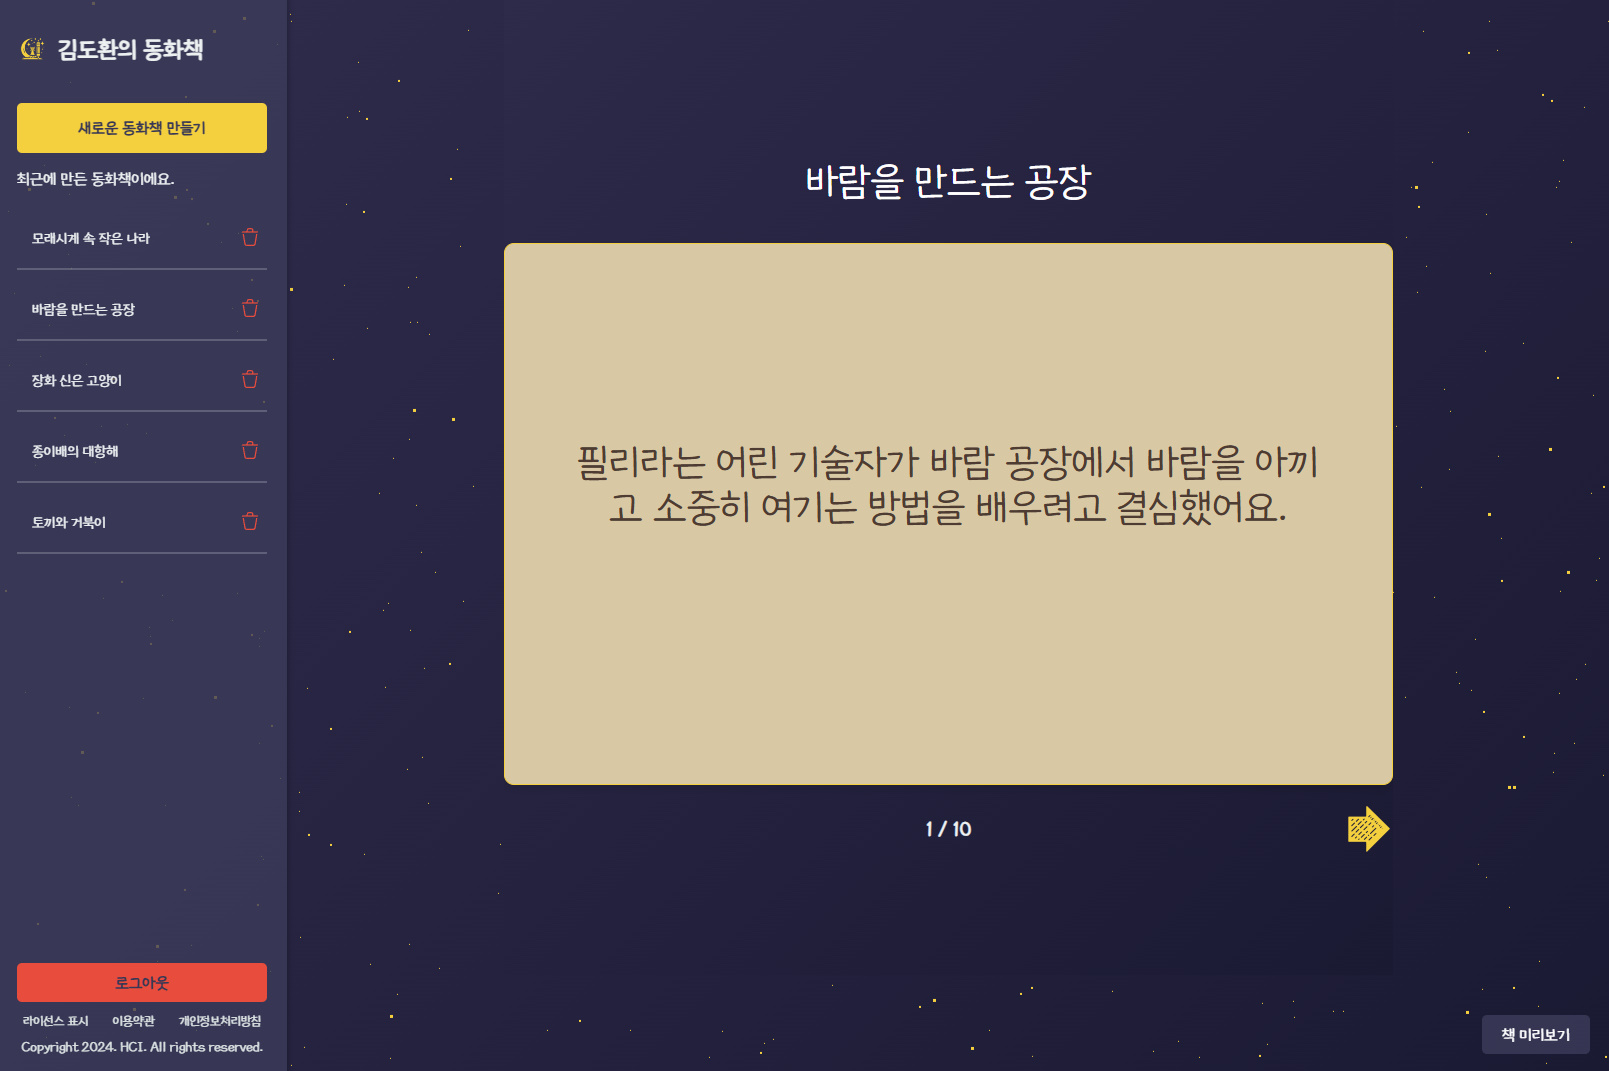 김도환의 동화책
새로운 동화책 만들기
최근에 만든 동화책이에요.
모래시계 속 작은 나라
바람을 만드는 공장
장화 신은 고양이
종이배의 대항해
토끼와 거북이
로그아웃
라이선스 표시 이용약관 개인정보처리방침
Copyright 2024. HCI. All rights reserved.
바람을 만드는 공장
필리라는 어린 기술자가 바람 공장에서 바람을 아끼
고 소중히 여기는 방법을 배우려고 결심했어요.
1 / 10
책 미리보기